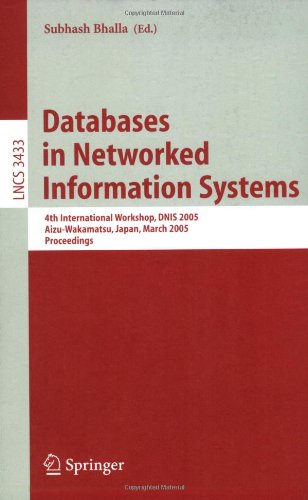 Subhash Bhalla (Ed.)
LNCS 3433
Databases
in Networked
Information Systems
4th International Workshop, DNIS 2005
Aizu-Wakamatsu, Japan, March 2005
Proceedings
Springer